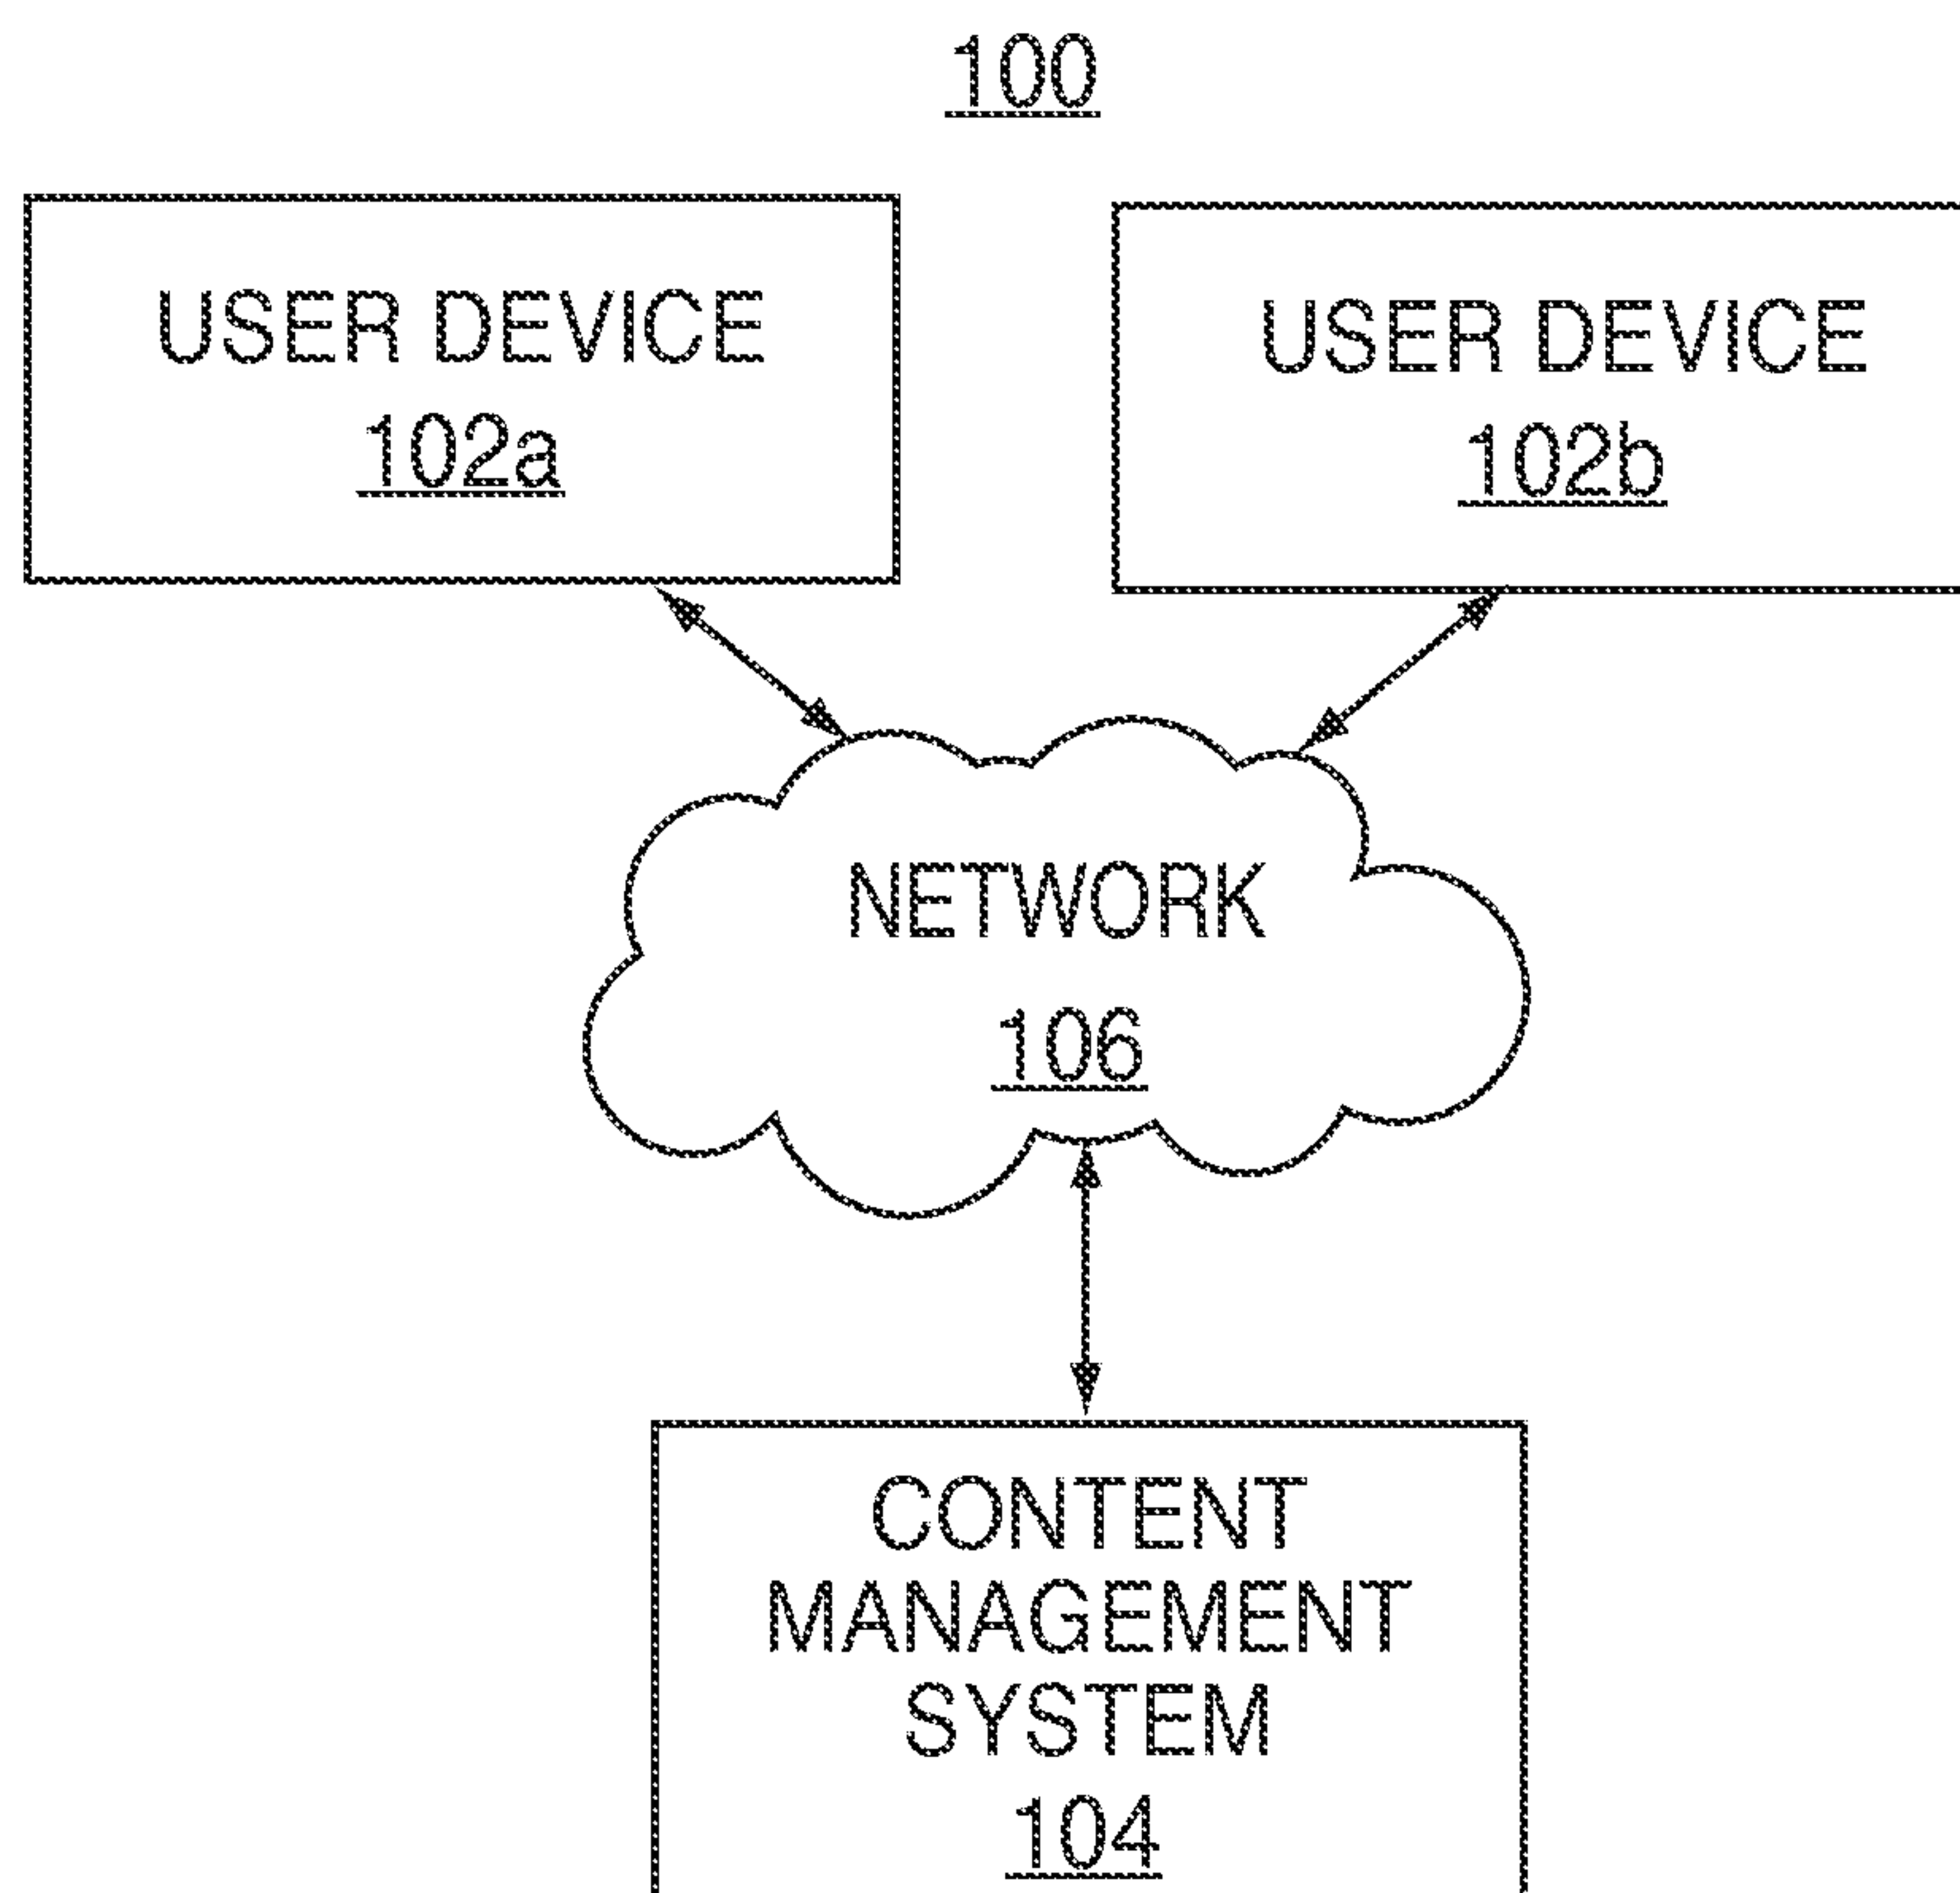 100
USER DEVICE
102a
USER DEVICE
102b
NETWORK
106
CONTENT
MANAGEMENT
SYSTEM
104